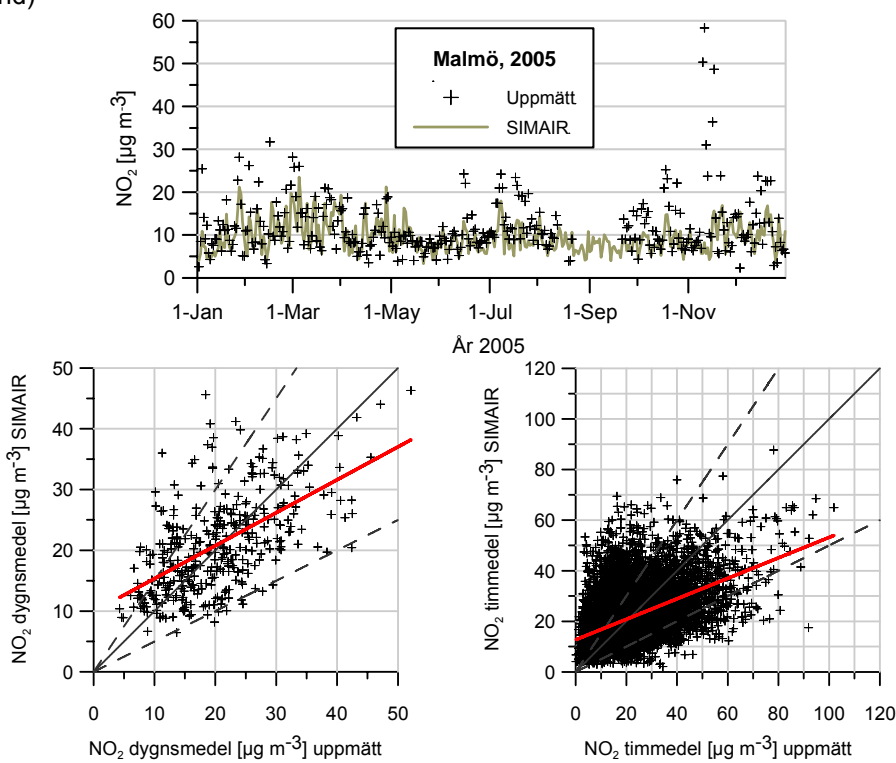 nd)
60
50
40
30
20
10
0
NO₂ [µg m⁻³]
Malmö, 2005
Uppmätt
SIMAIR
1-Jan 1-Mar 1-May 1-Jul 1-Sep 1-Nov
År 2005
50
40
30
20
10
0
NO₂ dygnsmedel [µg m⁻³] SIMAIR
0 10 20 30 40 50
NO₂ dygnsmedel [µg m⁻³] uppmätt
120
100
80
60
40
20
0
NO₂ timmedel [µg m⁻³] SIMAIR
0 20 40 60 80 100 120
NO₂ timmedel [µg m⁻³] uppmätt